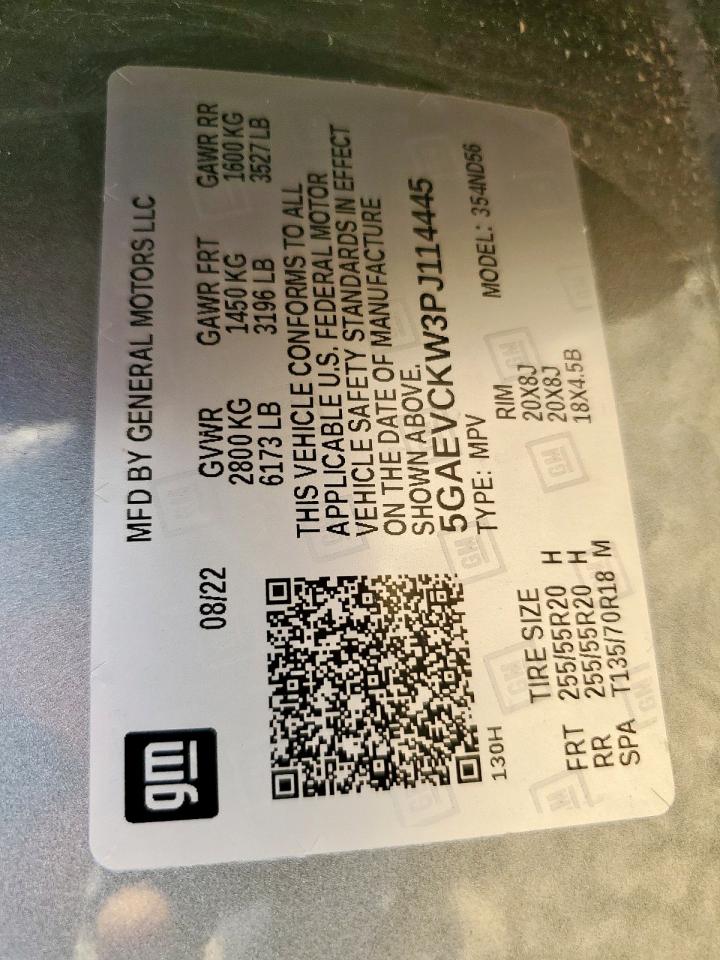 gm
MFD BY GENERAL MOTORS LLC
08/22
GVWR GAWR FRT GAWR RR
2800 KG 1450 KG 1600 KG
6173 LB 3196 LB 3527 LB
THIS VEHICLE CONFORMS TO ALL
APPLICABLE U.S. FEDERAL MOTOR
VEHICLE SAFETY STANDARDS IN EFFECT
ON THE DATE OF MANUFACTURE
SHOWN ABOVE.
5GAEVCKW3PJ114445
TYPE: MPV MODEL: 354ND56
130H
TIRE SIZE RIM
FRT 255/55R20 H 20X8J
RR 255/55R20 H 20X8J
SPA T135/70R18 M 18X4.5B